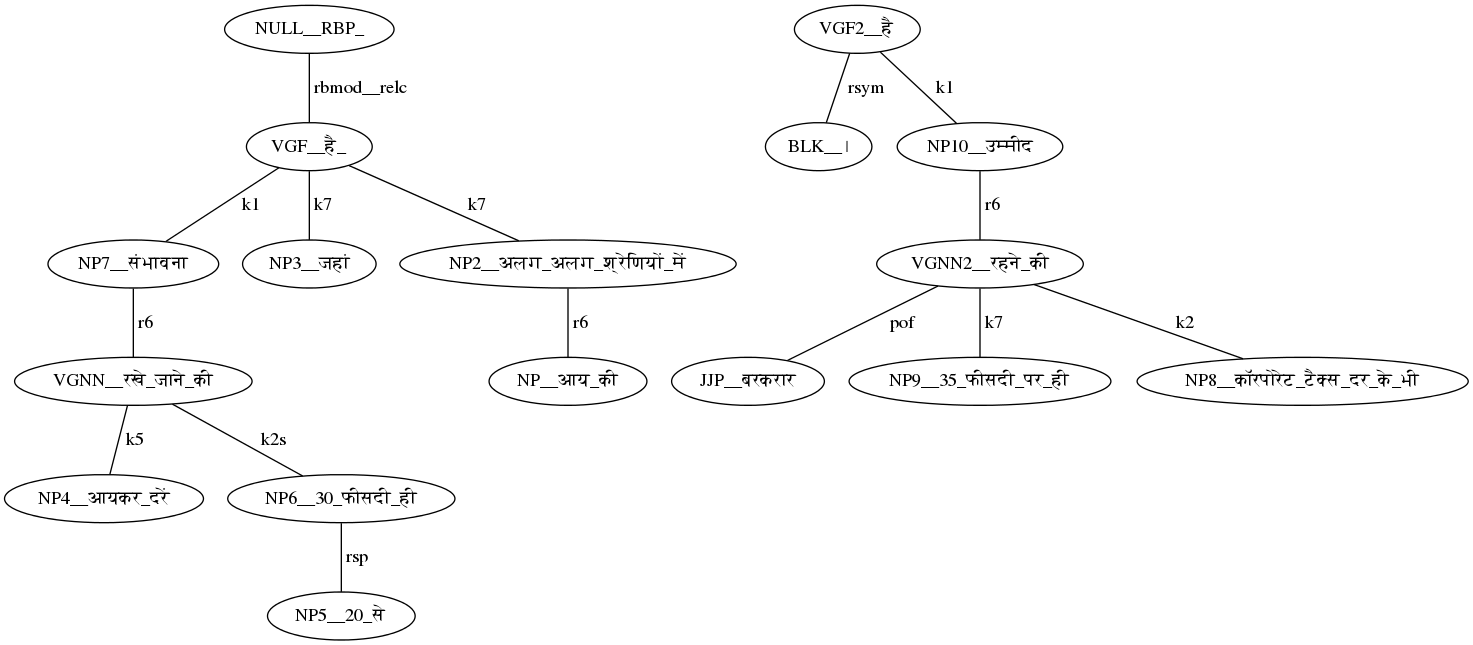 NULL__RBP_ VGF2__है
rbmod__relc rsym k1
VGF__है_ BLK__। NP10__उम्मीद
k1 k7 k7 r6
NP7__संभावना NP3__जहां NP2__अलग_अलग_श्रेणियों_में VGNN2__रहने_की
r6 r6 pof k7 k2
VGNN__रखे_जाने_की NP__आय_की JJP__बरकरार NP9__35_फीसदी_पर_ही NP8__कॉरपोरेट_टैक्स_दर_के_भी
k5 k2s
NP4__आयकर_दरें NP6__30_फीसदी_ही
rsp
NP5__20_से